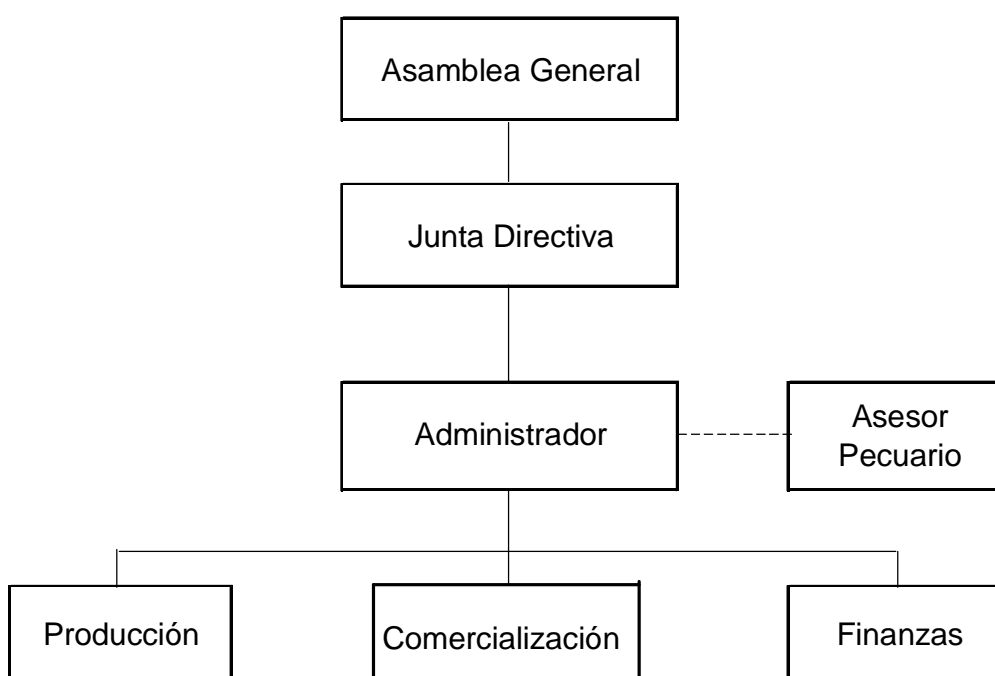 Asamblea General
Junta Directiva
Administrador
Asesor
Pecuario
Producción
Comercialización
Finanzas